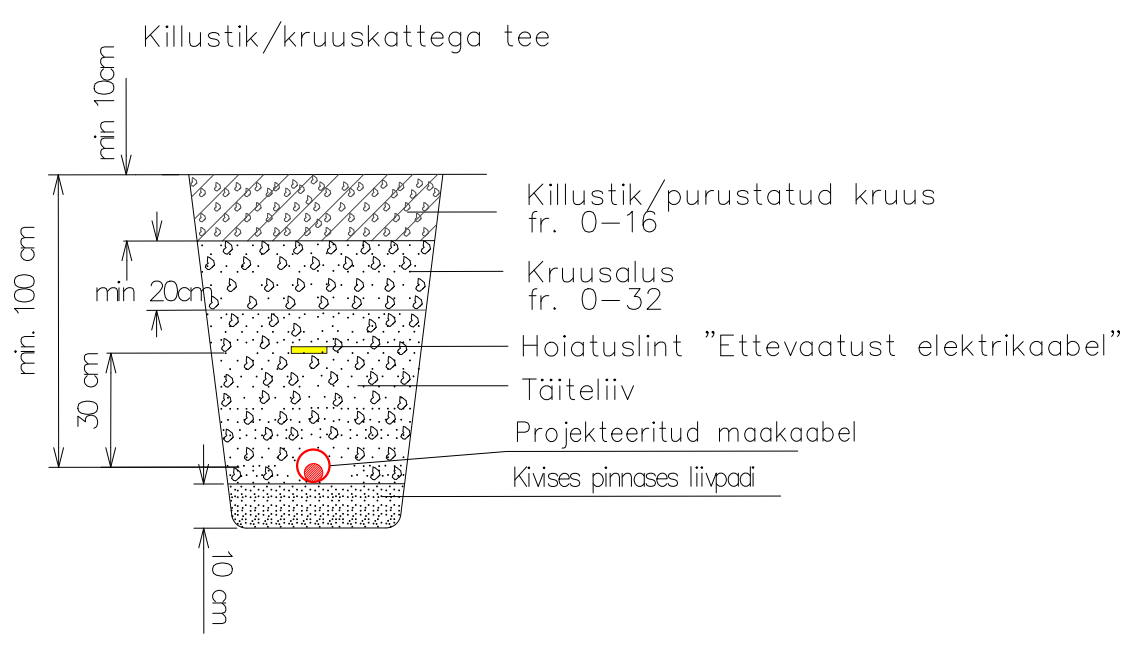 Killustik/kruuskattega tee
min 10cm
Killustik/purustatud kruus
fr. 0-16
min. 100 cm
Kruusalus
fr. 0-32
min 20cm
Hoiatuslint "Ettevaatust elektrikaabel"
30 cm
Täiteliiv
Projekteeritud maakaabel
Kivises pinnases liivpadi
10 cm